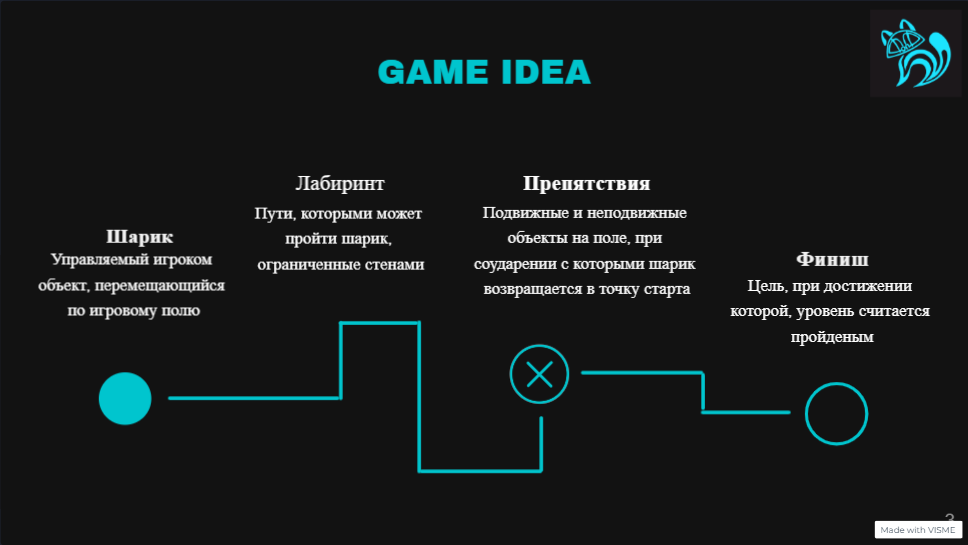 GAME IDEA
Шарик
Управляемый игроком
объект, перемещающийся
по игровому полю
Лабиринт
Пути, которыми может
пройти шарик,
ограниченные стенами
Препятствия
Подвижные и неподвижные
объекты на поле, при
соударении с которыми шарик
возвращается в точку старта
Финиш
Цель, при достижении
которой, уровень считается
пройденым
3
Made with VISME